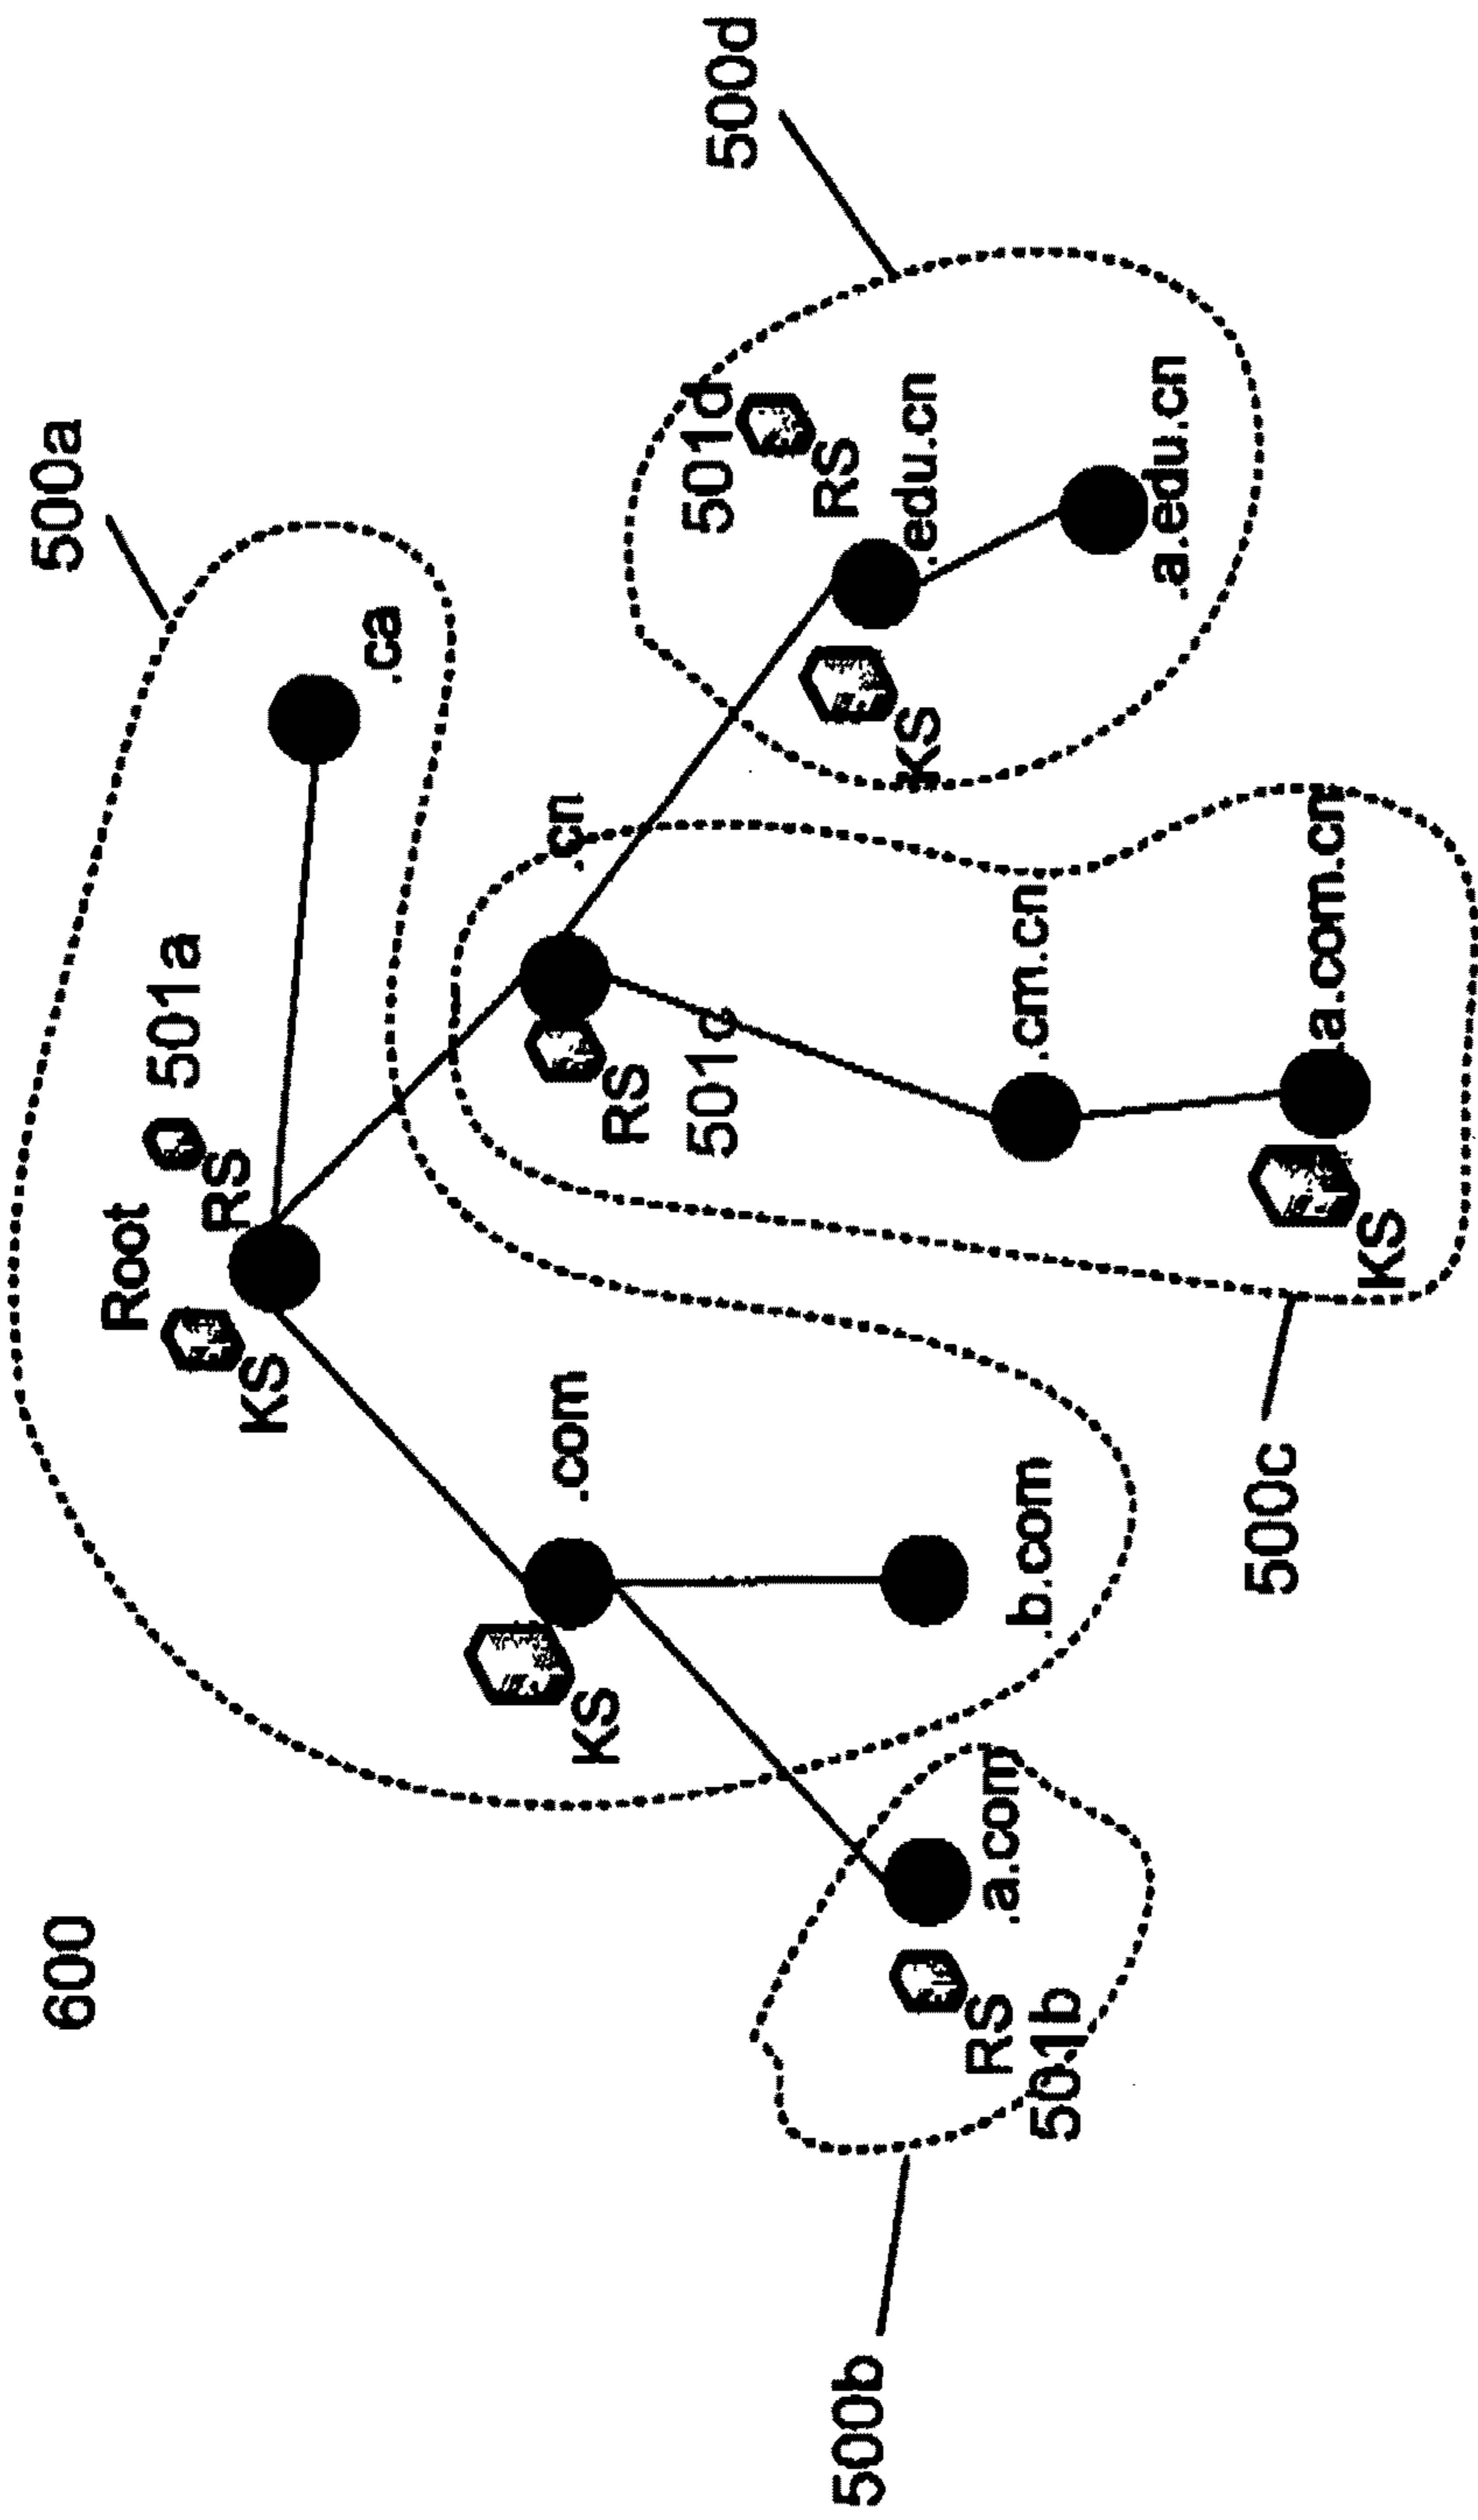 600
500a
Root
501a
RS
KS
.ca
.com
KS
.cn
RS
501c
501d
RS
.edu.cn
KS
500d
.a.edu.cn
.b.com
.cm.cn
.a.com
RS
501b
500b
.a.com.cn
KS
500c